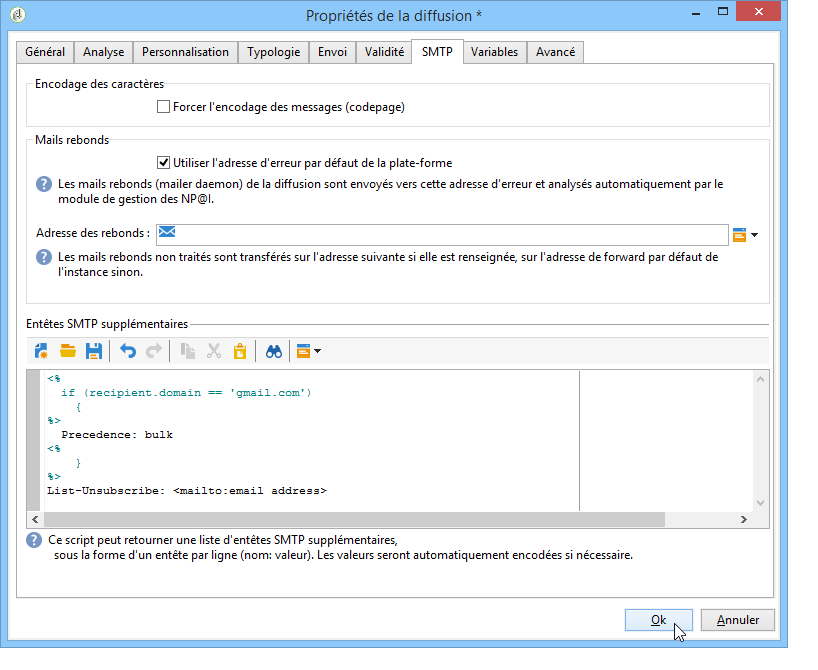 Propriétés de la diffusion *
Général Analyse Personnalisation Typologie Envoi Validité SMTP Variables Avancé
Encodage des caractères
Forcer l'encodage des messages (codepage)
Mails rebonds
Utiliser l'adresse d'erreur par défaut de la plate-forme
Les mails rebonds (mailer daemon) de la diffusion sont envoyés vers cette adresse d'erreur et analysés automatiquement par le
module de gestion des NP@I.
Adresse des rebonds :
Les mails rebonds non traités sont transférés sur l'adresse suivante si elle est renseignée, sur l'adresse de forward par défaut de
l'instance sinon.
Entêtes SMTP supplémentaires
<%
if (recipient.domain == 'gmail.com')
{
%>
Precedence: bulk
<%
}
%>
List-Unsubscribe: <mailto:email address>
Ce script peut retourner une liste d'entêtes SMTP supplémentaires,
sous la forme d'un entête par ligne (nom: valeur). Les valeurs seront automatiquement encodées si nécessaire.
Ok Annuler